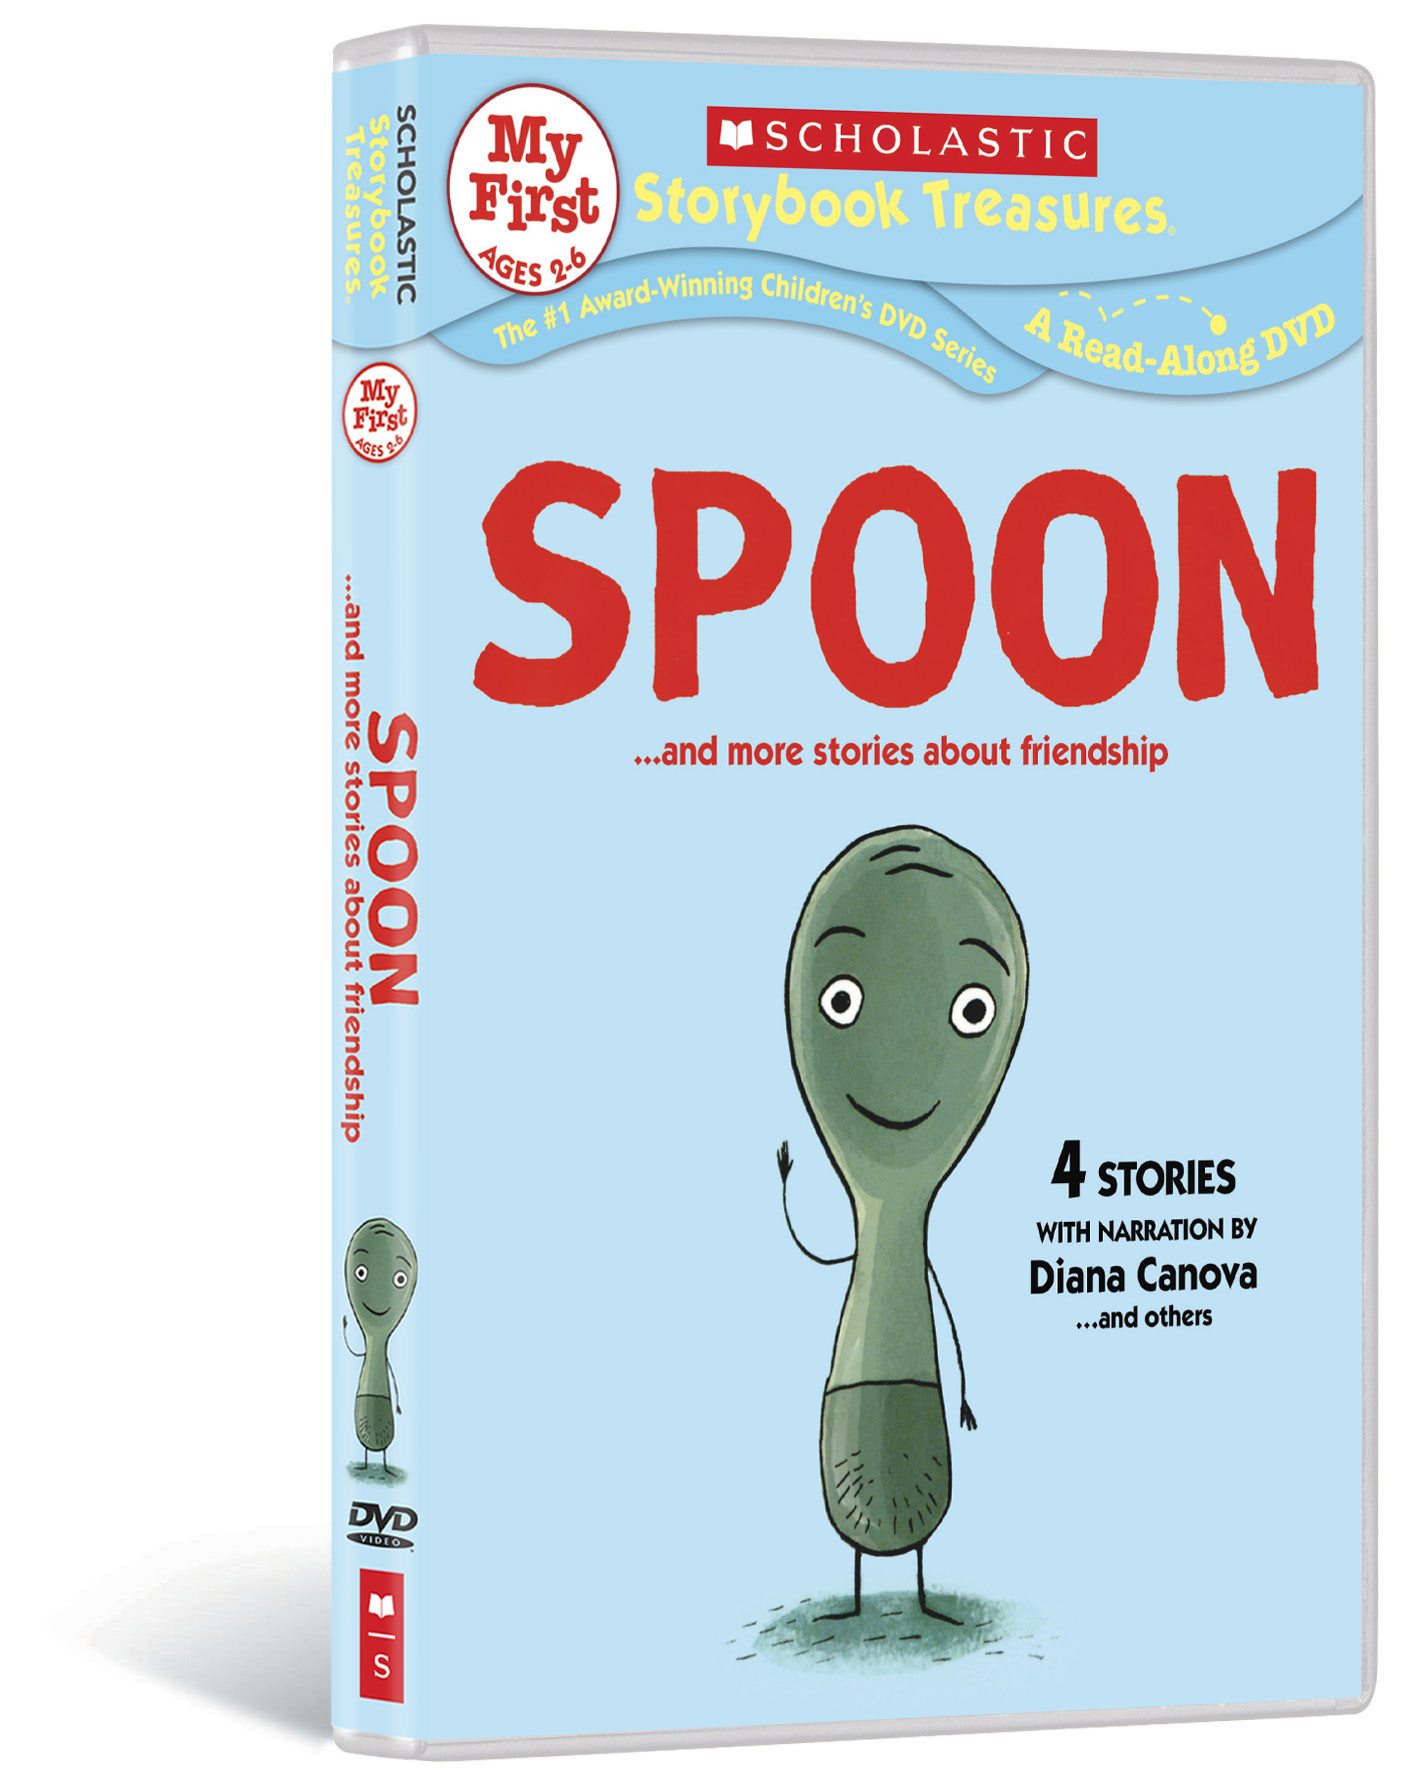 SCHOLASTIC
Storybook
Treasures®
My
First
AGES 2-6
SPOON
...and more stories about friendship
DVD
VIDEO
S
My
First
AGES 2-6
SCHOLASTIC
Storybook Treasures®
The #1 Award-Winning Children's DVD Series
A Read-Along DVD
SPOON
...and more stories about friendship
4 STORIES
WITH NARRATION BY
Diana Canova
...and others